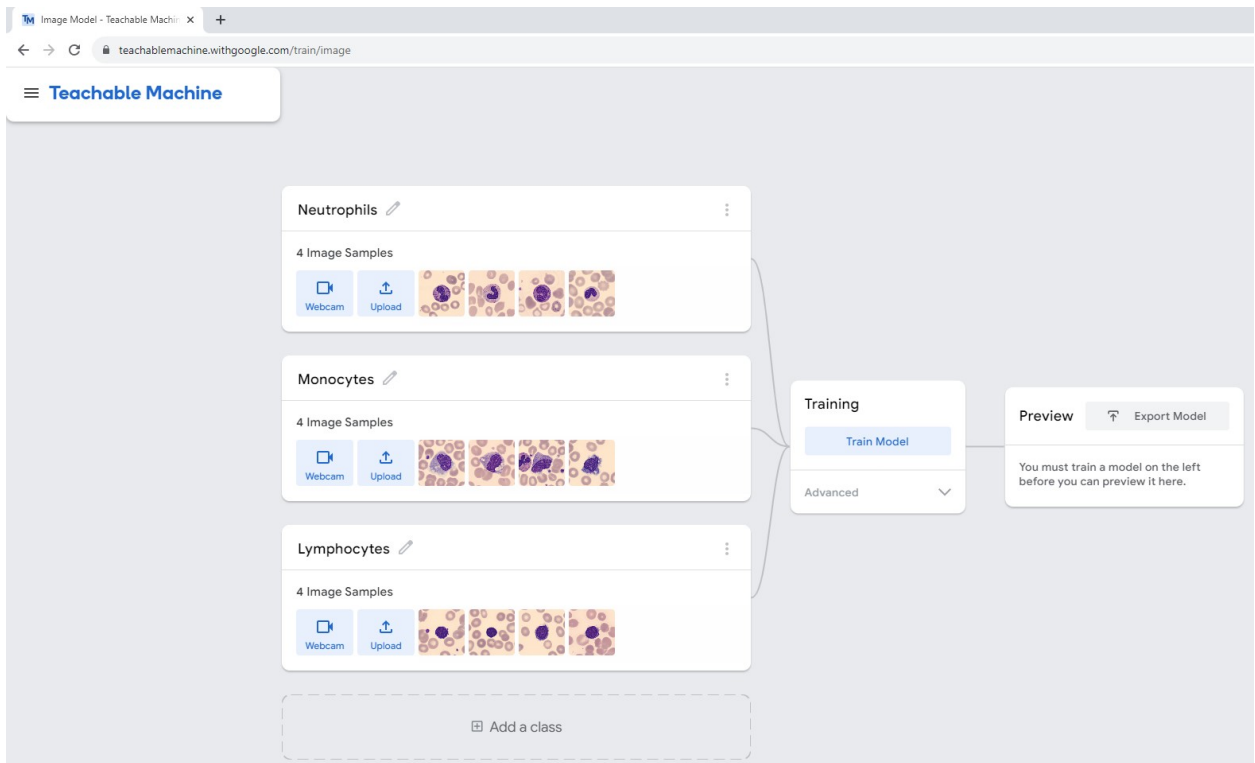 TM Image Model - Teachable Machin
teachablemachine.withgoogle.com/train/image
Teachable Machine
Neutrophils
4 Image Samples
Webcam
Upload
Monocytes
4 Image Samples
Webcam
Upload
Lymphocytes
4 Image Samples
Webcam
Upload
Add a class
Training
Train Model
Advanced
Preview
Export Model
You must train a model on the left
before you can preview it here.